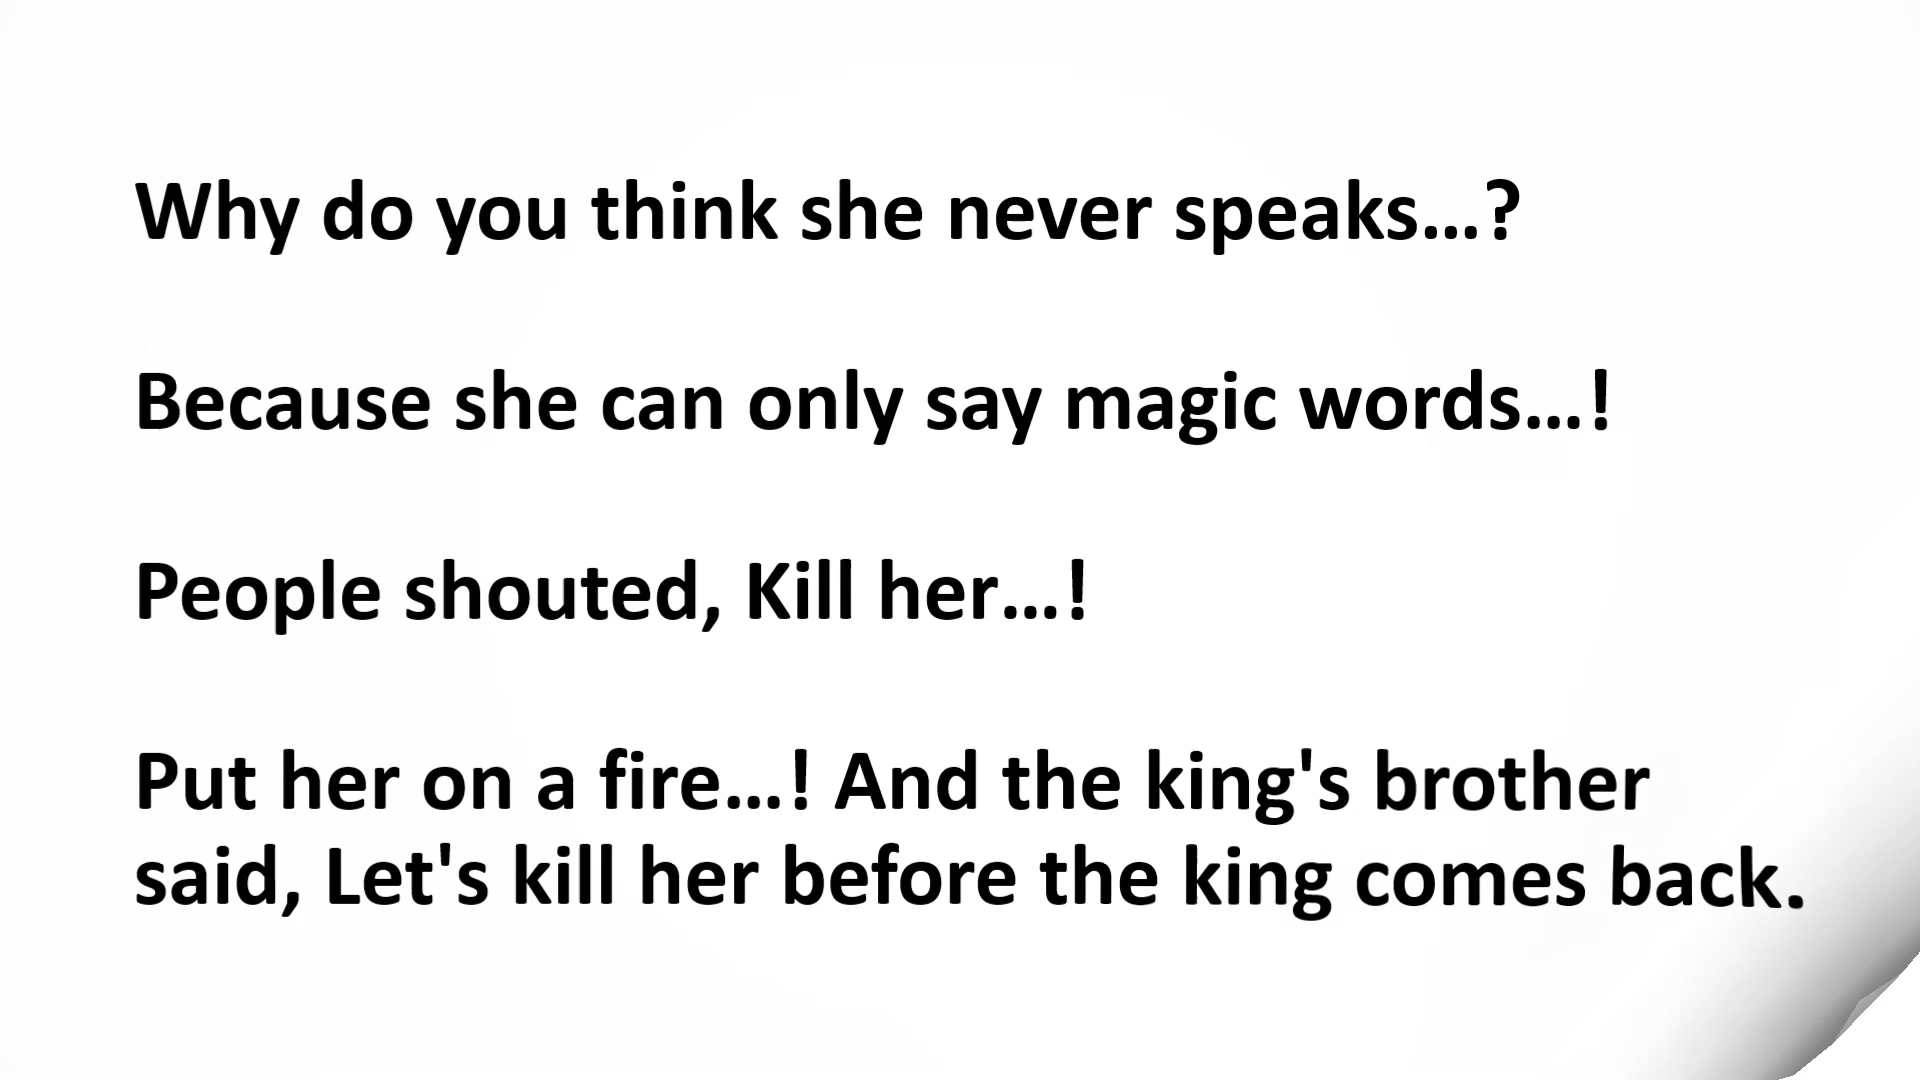 Why do you think she never speaks...?
Because she can only say magic words...!
People shouted, Kill her...!
Put her on a fire...! And the king's brother
said, Let's kill her before the king comes back.